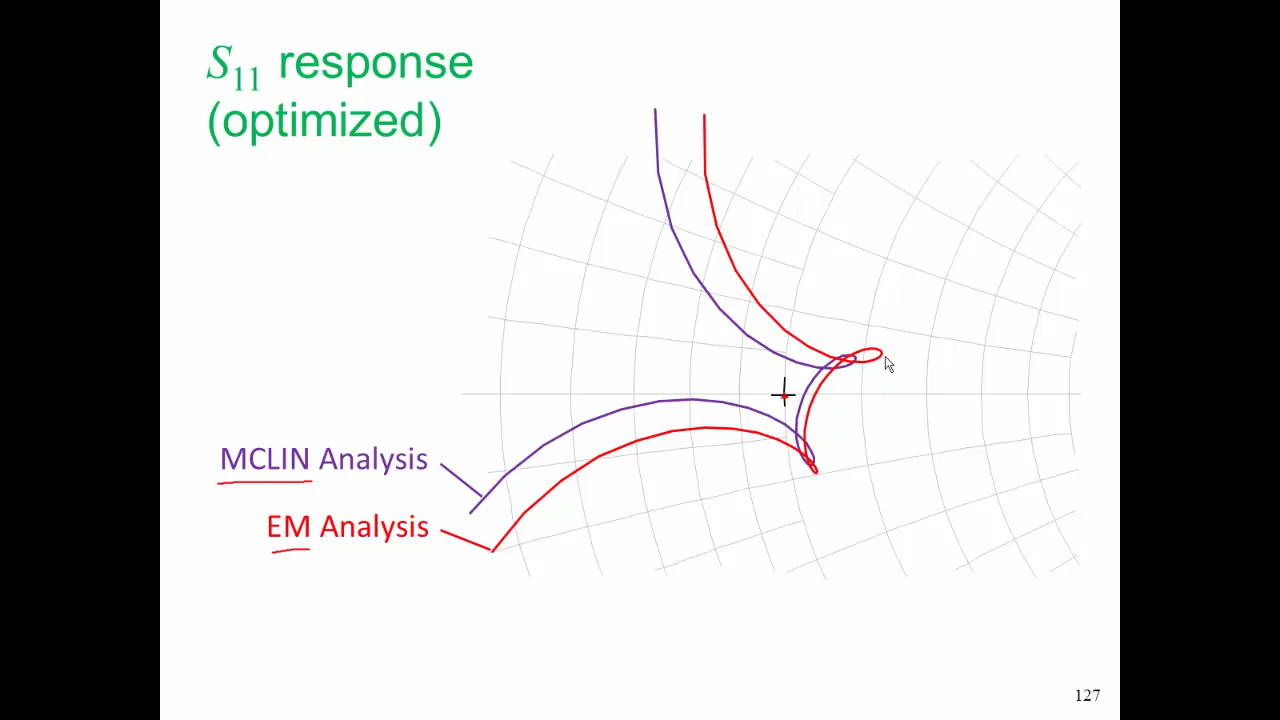 S11 response
(optimized)
MCLIN Analysis
EM Analysis
127